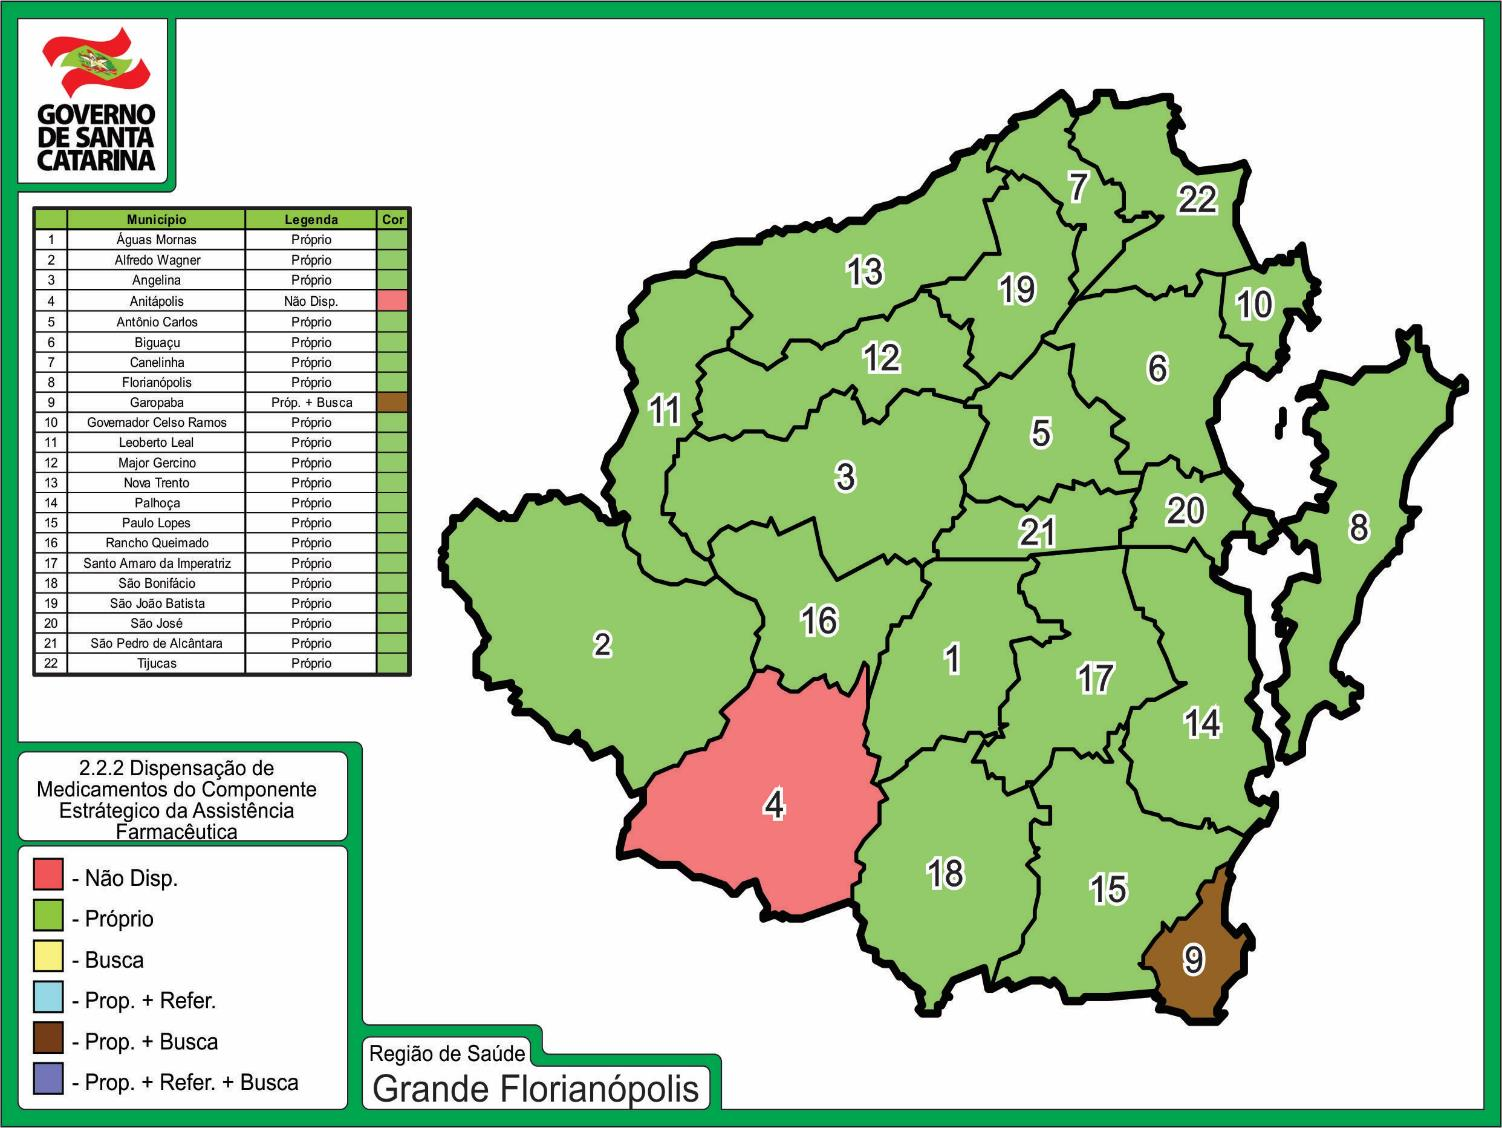 GOVERNO
DE SANTA
CATARINA
Município Legenda Cor
1 Águas Mornas Próprio
2 Alfredo Wagner Próprio
3 Angelina Próprio
4 Anitápolis Não Disp.
5 Antônio Carlos Próprio
6 Biguaçu Próprio
7 Canelinha Próprio
8 Florianópolis Próprio
9 Garopaba Próp. + Busca
10 Governador Celso Ramos Próprio
11 Leoberto Leal Próprio
12 Major Gercino Próprio
13 Nova Trento Próprio
14 Palhoça Próprio
15 Paulo Lopes Próprio
16 Rancho Queimado Próprio
17 Santo Amaro da Imperatriz Próprio
18 São Bonifácio Próprio
19 São João Batista Próprio
20 São José Próprio
21 São Pedro de Alcântara Próprio
22 Tijucas Próprio
7
22
13
19
10
12
6
11
5
3
20
21
8
16
2
1
17
14
4
18
15
9
2.2.2 Dispensação de
Medicamentos do Componente
Estrátegico da Assistência
Farmacêutica
- Não Disp.
- Próprio
- Busca
- Prop. + Refer.
- Prop. + Busca
- Prop. + Refer. + Busca
Região de Saúde
Grande Florianópolis